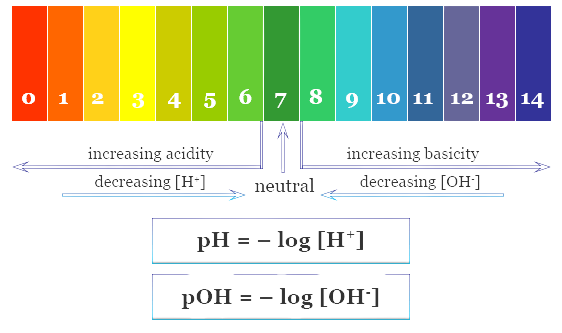 0 1 2 3 4 5 6 7 8 9 10 11 12 13 14
increasing acidity increasing basicity
decreasing [H⁺] neutral decreasing [OH⁻]
pH = – log [H⁺]
pOH = – log [OH⁻]